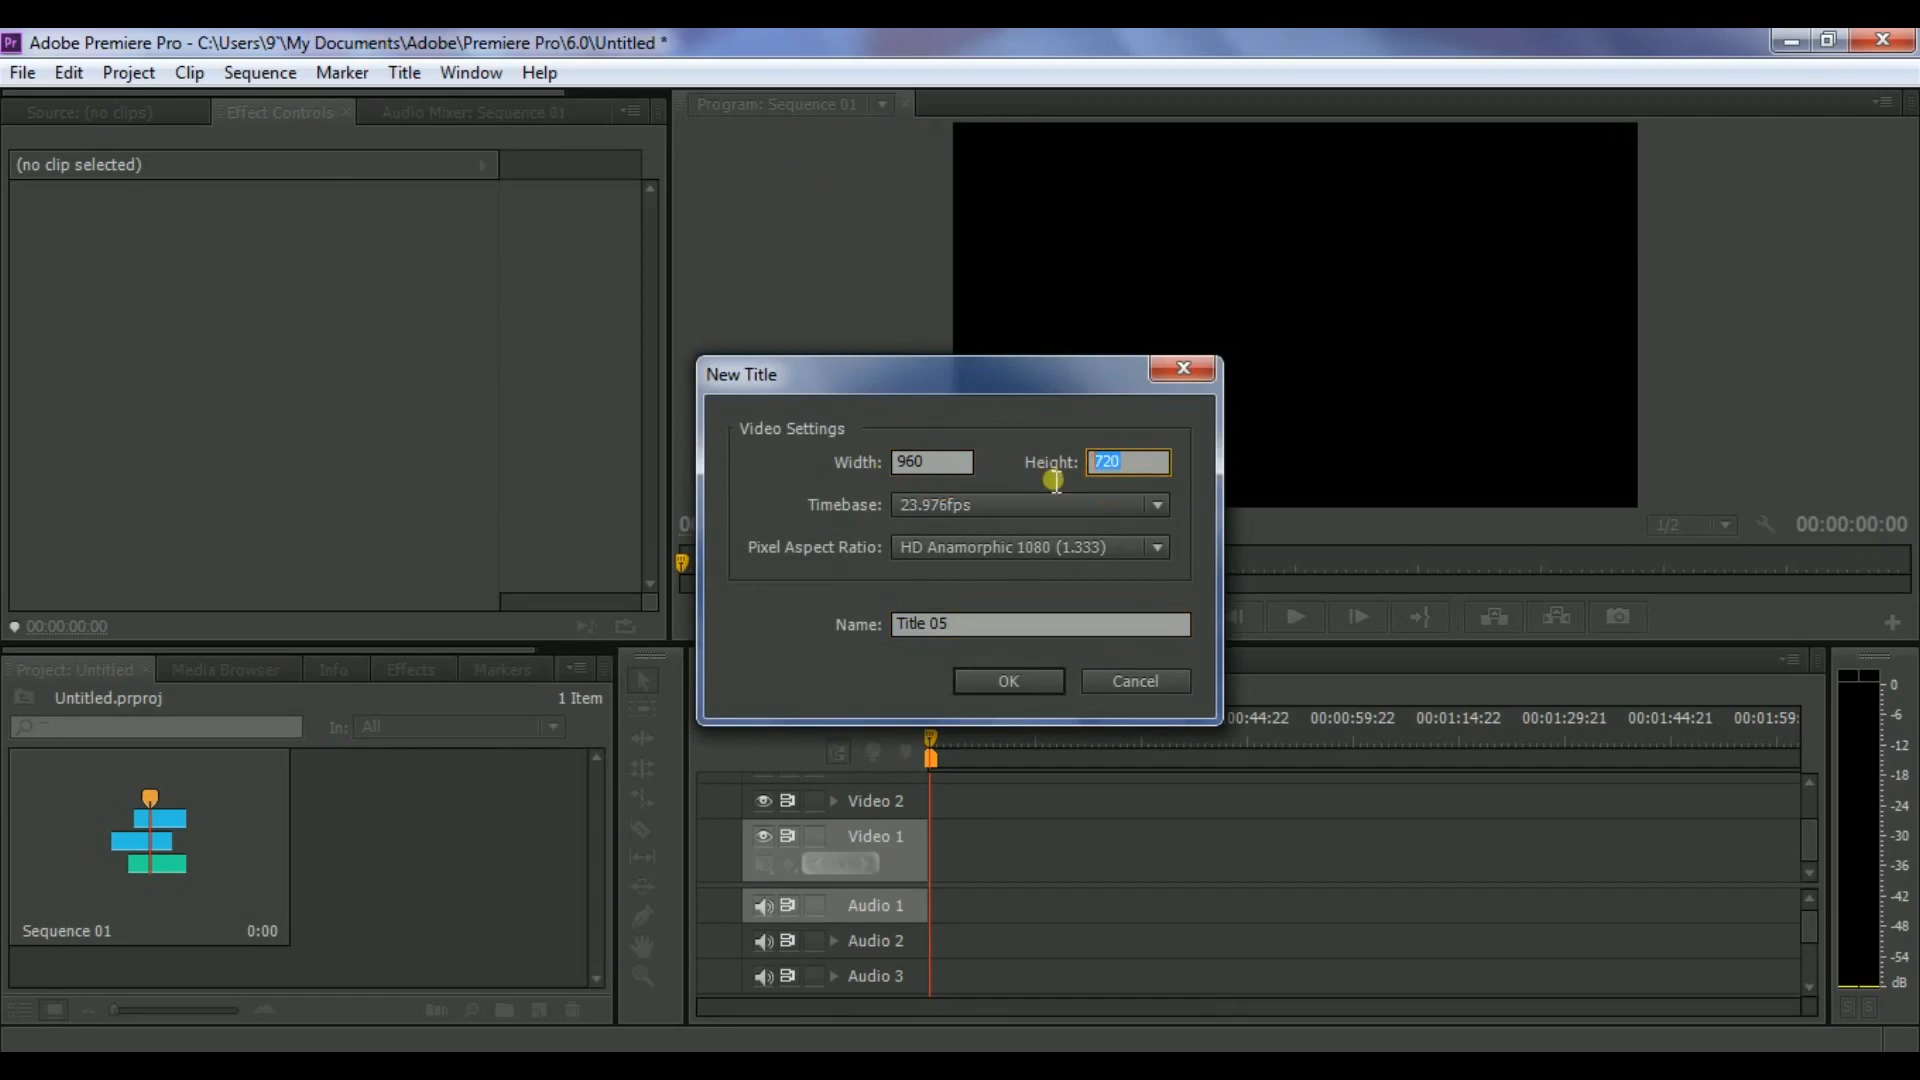 Pr Adobe Premiere Pro - C:\Users\9˜\My Documents\Adobe\Premiere Pro\6.0\Untitled *
File Edit Project Clip Sequence Marker Title Window Help
Source: (no clips) Effect Controls Audio Mixer: Sequence 01
Program: Sequence 01
(no clip selected)
New Title
Video Settings
Width: 960 Height: 720
Timebase: 23.976fps
Pixel Aspect Ratio: HD Anamorphic 1080 (1.333)
Name: Title 05
OK Cancel
1/2 00:00:00:00
00:00:00:00
Project: Untitled Media Browser Info Effects Markers
Untitled.prproj 1 Item
In: All
Sequence 01 0:00
00:44:22 00:00:59:22 00:01:14:22 00:01:29:21 00:01:44:21 00:01:59:
Video 2
Video 1
Audio 1
Audio 2
Audio 3
0
-6
-12
-18
-24
-30
-36
-42
-48
-54
dB
S S